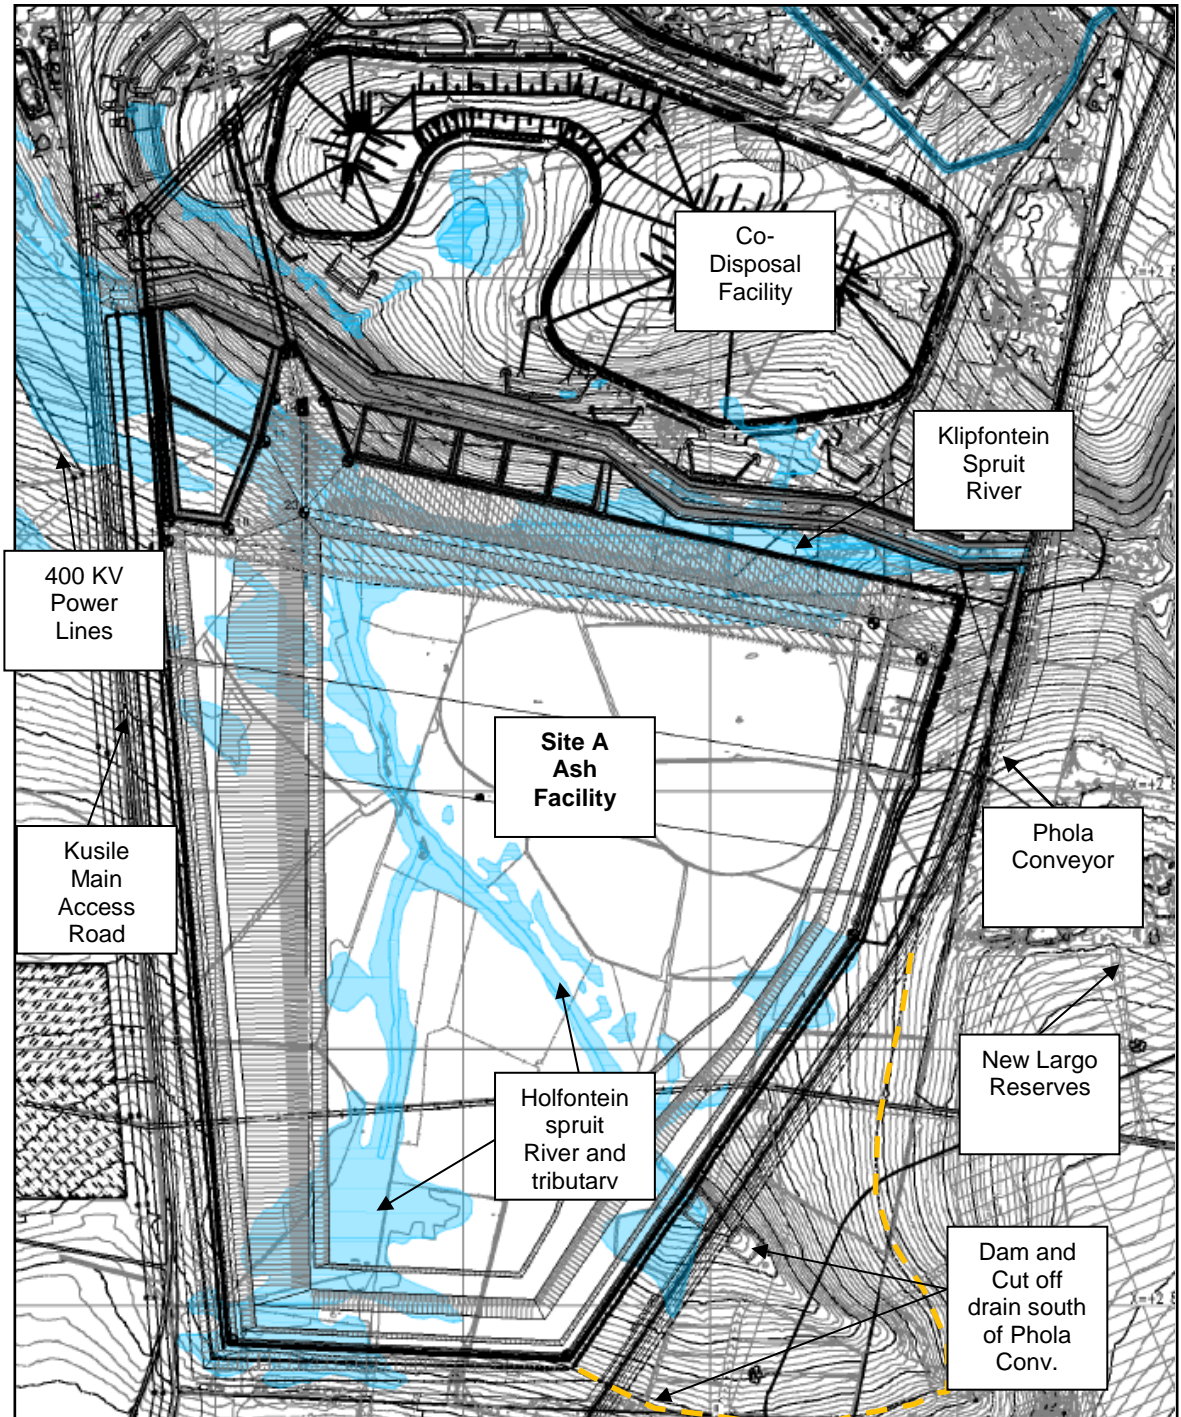 Co-
Disposal
Facility
Klipfontein
Spruit
River
400 KV
Power
Lines
Site A
Ash
Facility
Kusile
Main
Access
Road
Phola
Conveyor
New Largo
Reserves
Holfontein
spruit
River and
tributary
Dam and
Cut off
drain south
of Phola
Conv.